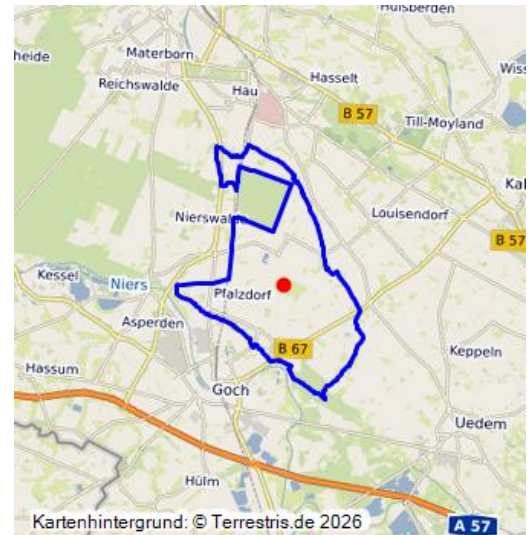 Huisberden
heide
Materborn
Wiss
Reichswalde
Hasselt
Hau
B 57
Till-Moyland
Ka
Nierswalde
Louisendorf
B 57
Kessel
Niers
Pfalzdorf
Asperden
B 67
Keppeln
Hassum
Goch
Uedem
Hülm
Kartenhintergrund: © Terrestris.de 2026
A 57